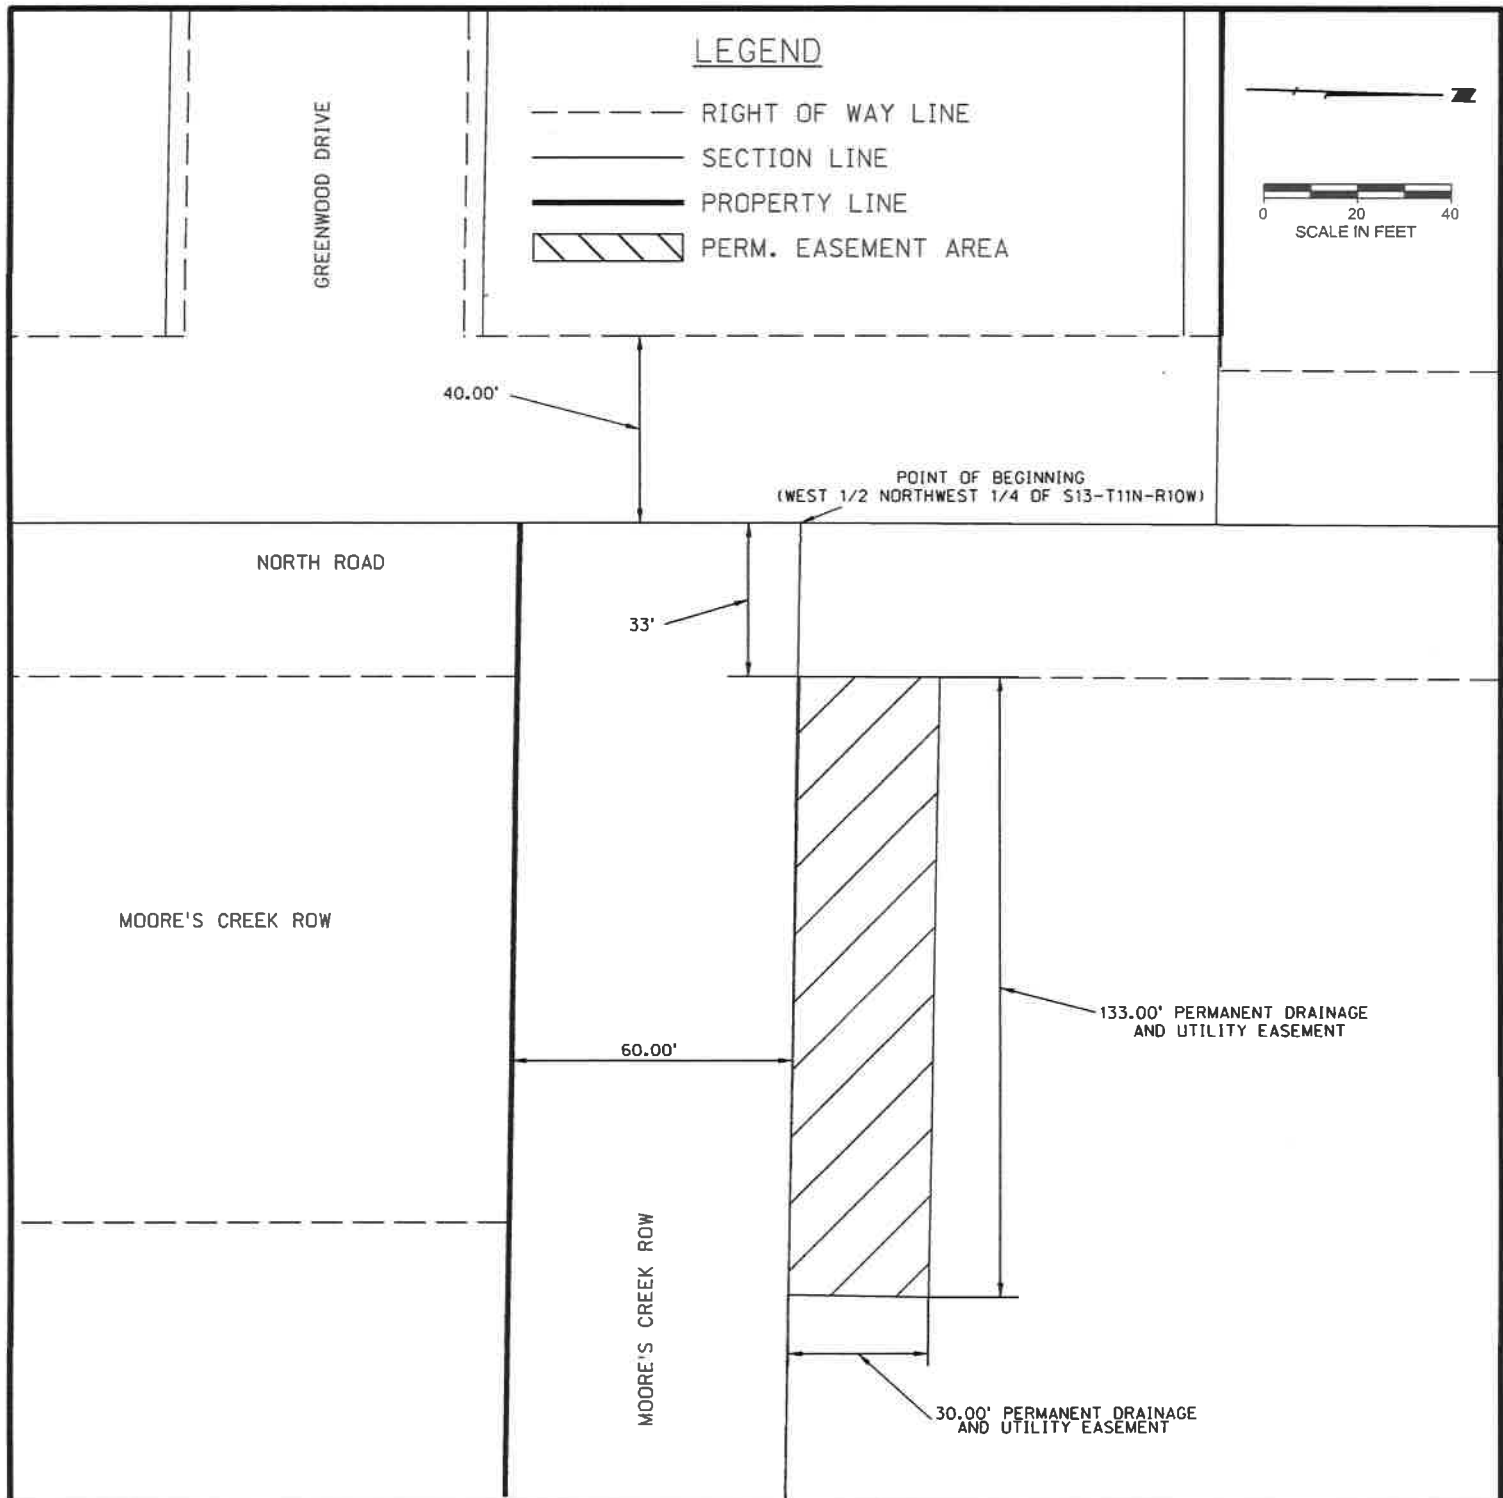 LEGEND
RIGHT OF WAY LINE
SECTION LINE
PROPERTY LINE
PERM. EASEMENT AREA
GREENWOOD DRIVE
N
0 20 40
SCALE IN FEET
40.00'
POINT OF BEGINNING
(WEST 1/2 NORTHWEST 1/4 OF S13-T11N-R10W)
NORTH ROAD
33'
MOORE'S CREEK ROW
133.00' PERMANENT DRAINAGE
AND UTILITY EASEMENT
60.00'
MOORE'S CREEK ROW
30.00' PERMANENT DRAINAGE
AND UTILITY EASEMENT